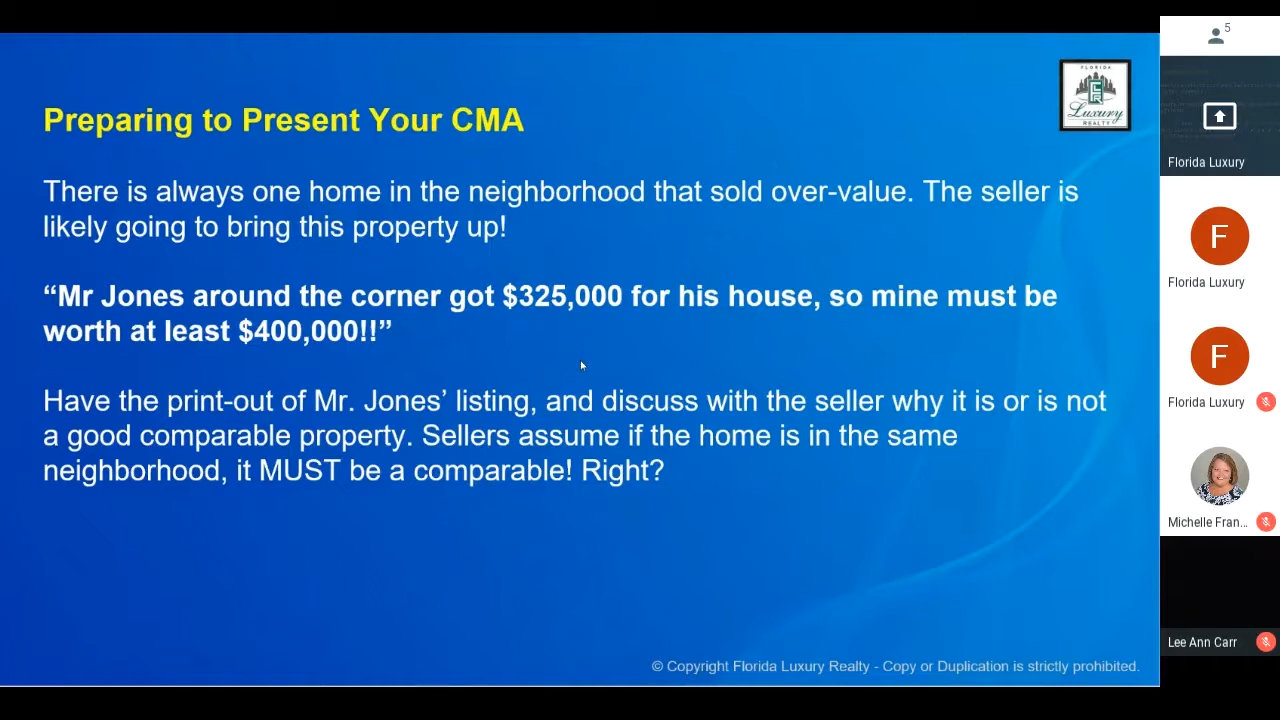 5
FLORIDA
Luxury
REALTY
Preparing to Present Your CMA
There is always one home in the neighborhood that sold over-value. The seller is
likely going to bring this property up!
“Mr Jones around the corner got $325,000 for his house, so mine must be
worth at least $400,000!!”
Have the print-out of Mr. Jones’ listing, and discuss with the seller why it is or is not
a good comparable property. Sellers assume if the home is in the same
neighborhood, it MUST be a comparable! Right?
© Copyright Florida Luxury Realty - Copy or Duplication is strictly prohibited.
Florida Luxury
F
Florida Luxury
F
Florida Luxury
Michelle Fran...
Lee Ann Carr